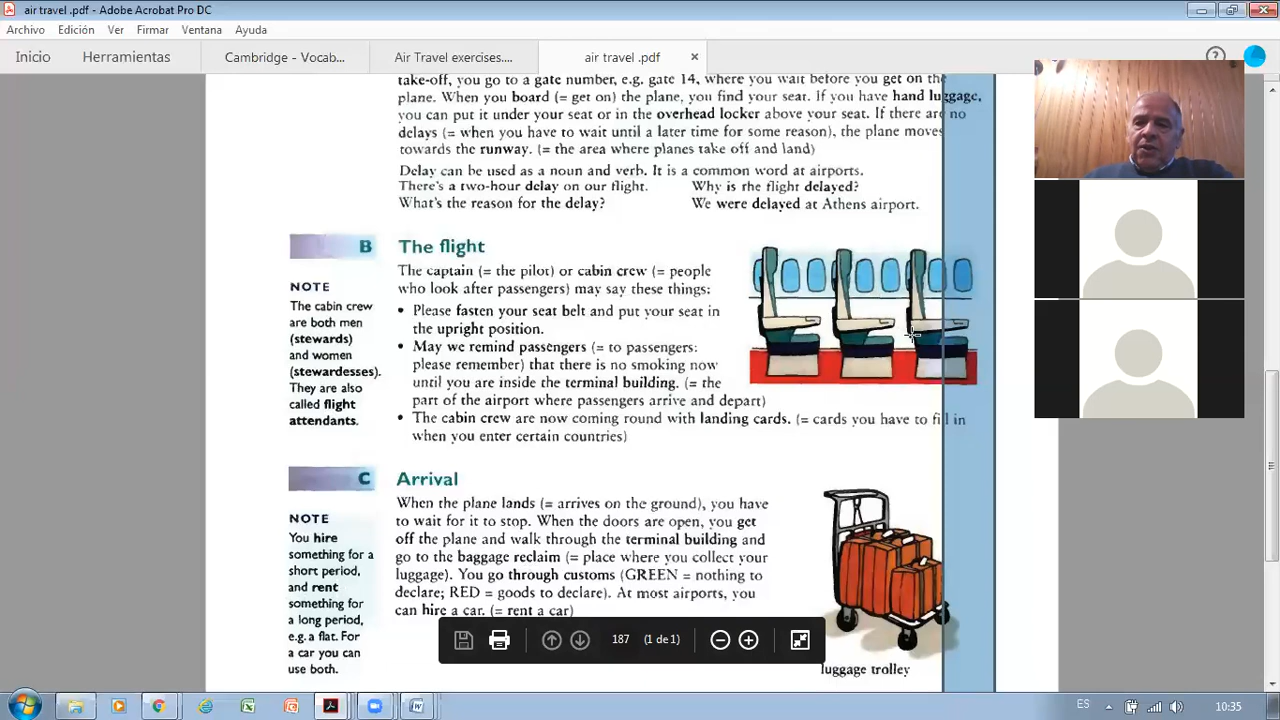 air travel .pdf - Adobe Acrobat Pro DC
Archivo Edición Ver Firmar Ventana Ayuda
Inicio Herramientas Cambridge - Vocab... Air Travel exercises.... air travel .pdf × ?
take-off, you go to a gate number, e.g. gate 14, where you wait before you get on the
plane. When you board (= get on) the plane, you find your seat. If you have hand luggage,
you can put it under your seat or in the overhead locker above your seat. If there are no
delays (= when you have to wait until a later time for some reason), the plane moves
towards the runway. (= the area where planes take off and land)
Delay can be used as a noun and verb. It is a common word at airports.
There's a two-hour delay on our flight. Why is the flight delayed?
What's the reason for the delay? We were delayed at Athens airport.
B The flight
The captain (= the pilot) or cabin crew (= people
who look after passengers) may say these things:
• Please fasten your seat belt and put your seat in
the upright position.
• May we remind passengers (= to passengers:
please remember) that there is no smoking now
until you are inside the terminal building. (= the
part of the airport where passengers arrive and depart)
• The cabin crew are now coming round with landing cards. (= cards you have to fill in
when you enter certain countries)
NOTE
The cabin crew
are both men
(stewards)
and women
(stewardesses).
They are also
called flight
attendants.
C Arrival
When the plane lands (= arrives on the ground), you have
to wait for it to stop. When the doors are open, you get
off the plane and walk through the terminal building and
go to the baggage reclaim (= place where you collect your
luggage). You go through customs (GREEN = nothing to
declare; RED = goods to declare). At most airports, you
can hire a car. (= rent a car)
NOTE
You hire
something for a
short period,
and rent
something for
a long period,
e.g. a flat. For
a car you can
use both.
luggage trolley
187 (1 de 1)
ES 10:35